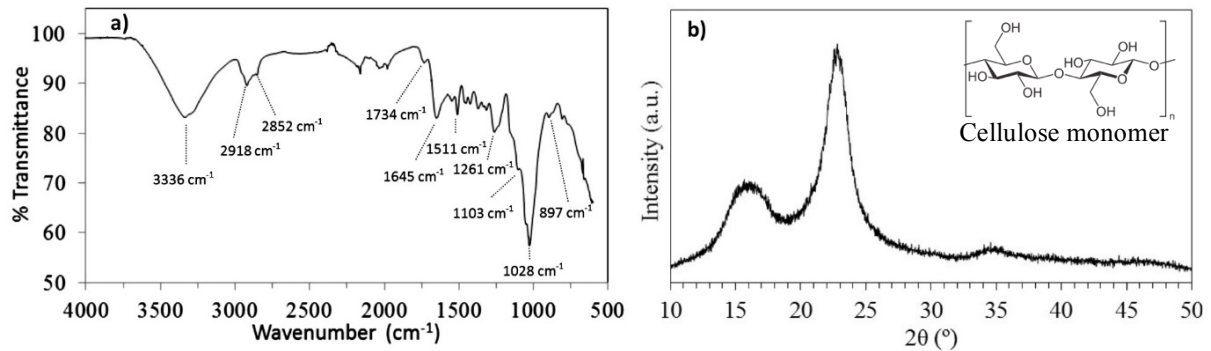 a)
% Transmittance
100
90
80
70
60
50
3336 cm⁻¹
2918 cm⁻¹
2852 cm⁻¹
1734 cm⁻¹
1645 cm⁻¹
1511 cm⁻¹
1261 cm⁻¹
1103 cm⁻¹
1028 cm⁻¹
897 cm⁻¹
4000 3500 3000 2500 2000 1500 1000 500
Wavenumber (cm⁻¹)
b)
Intensity (a.u.)
OH
HO
O
OH
HO
O
HO
OH
O
O
OH
n
Cellulose monomer
10 15 20 25 30 35 40 45 50
2θ (º)